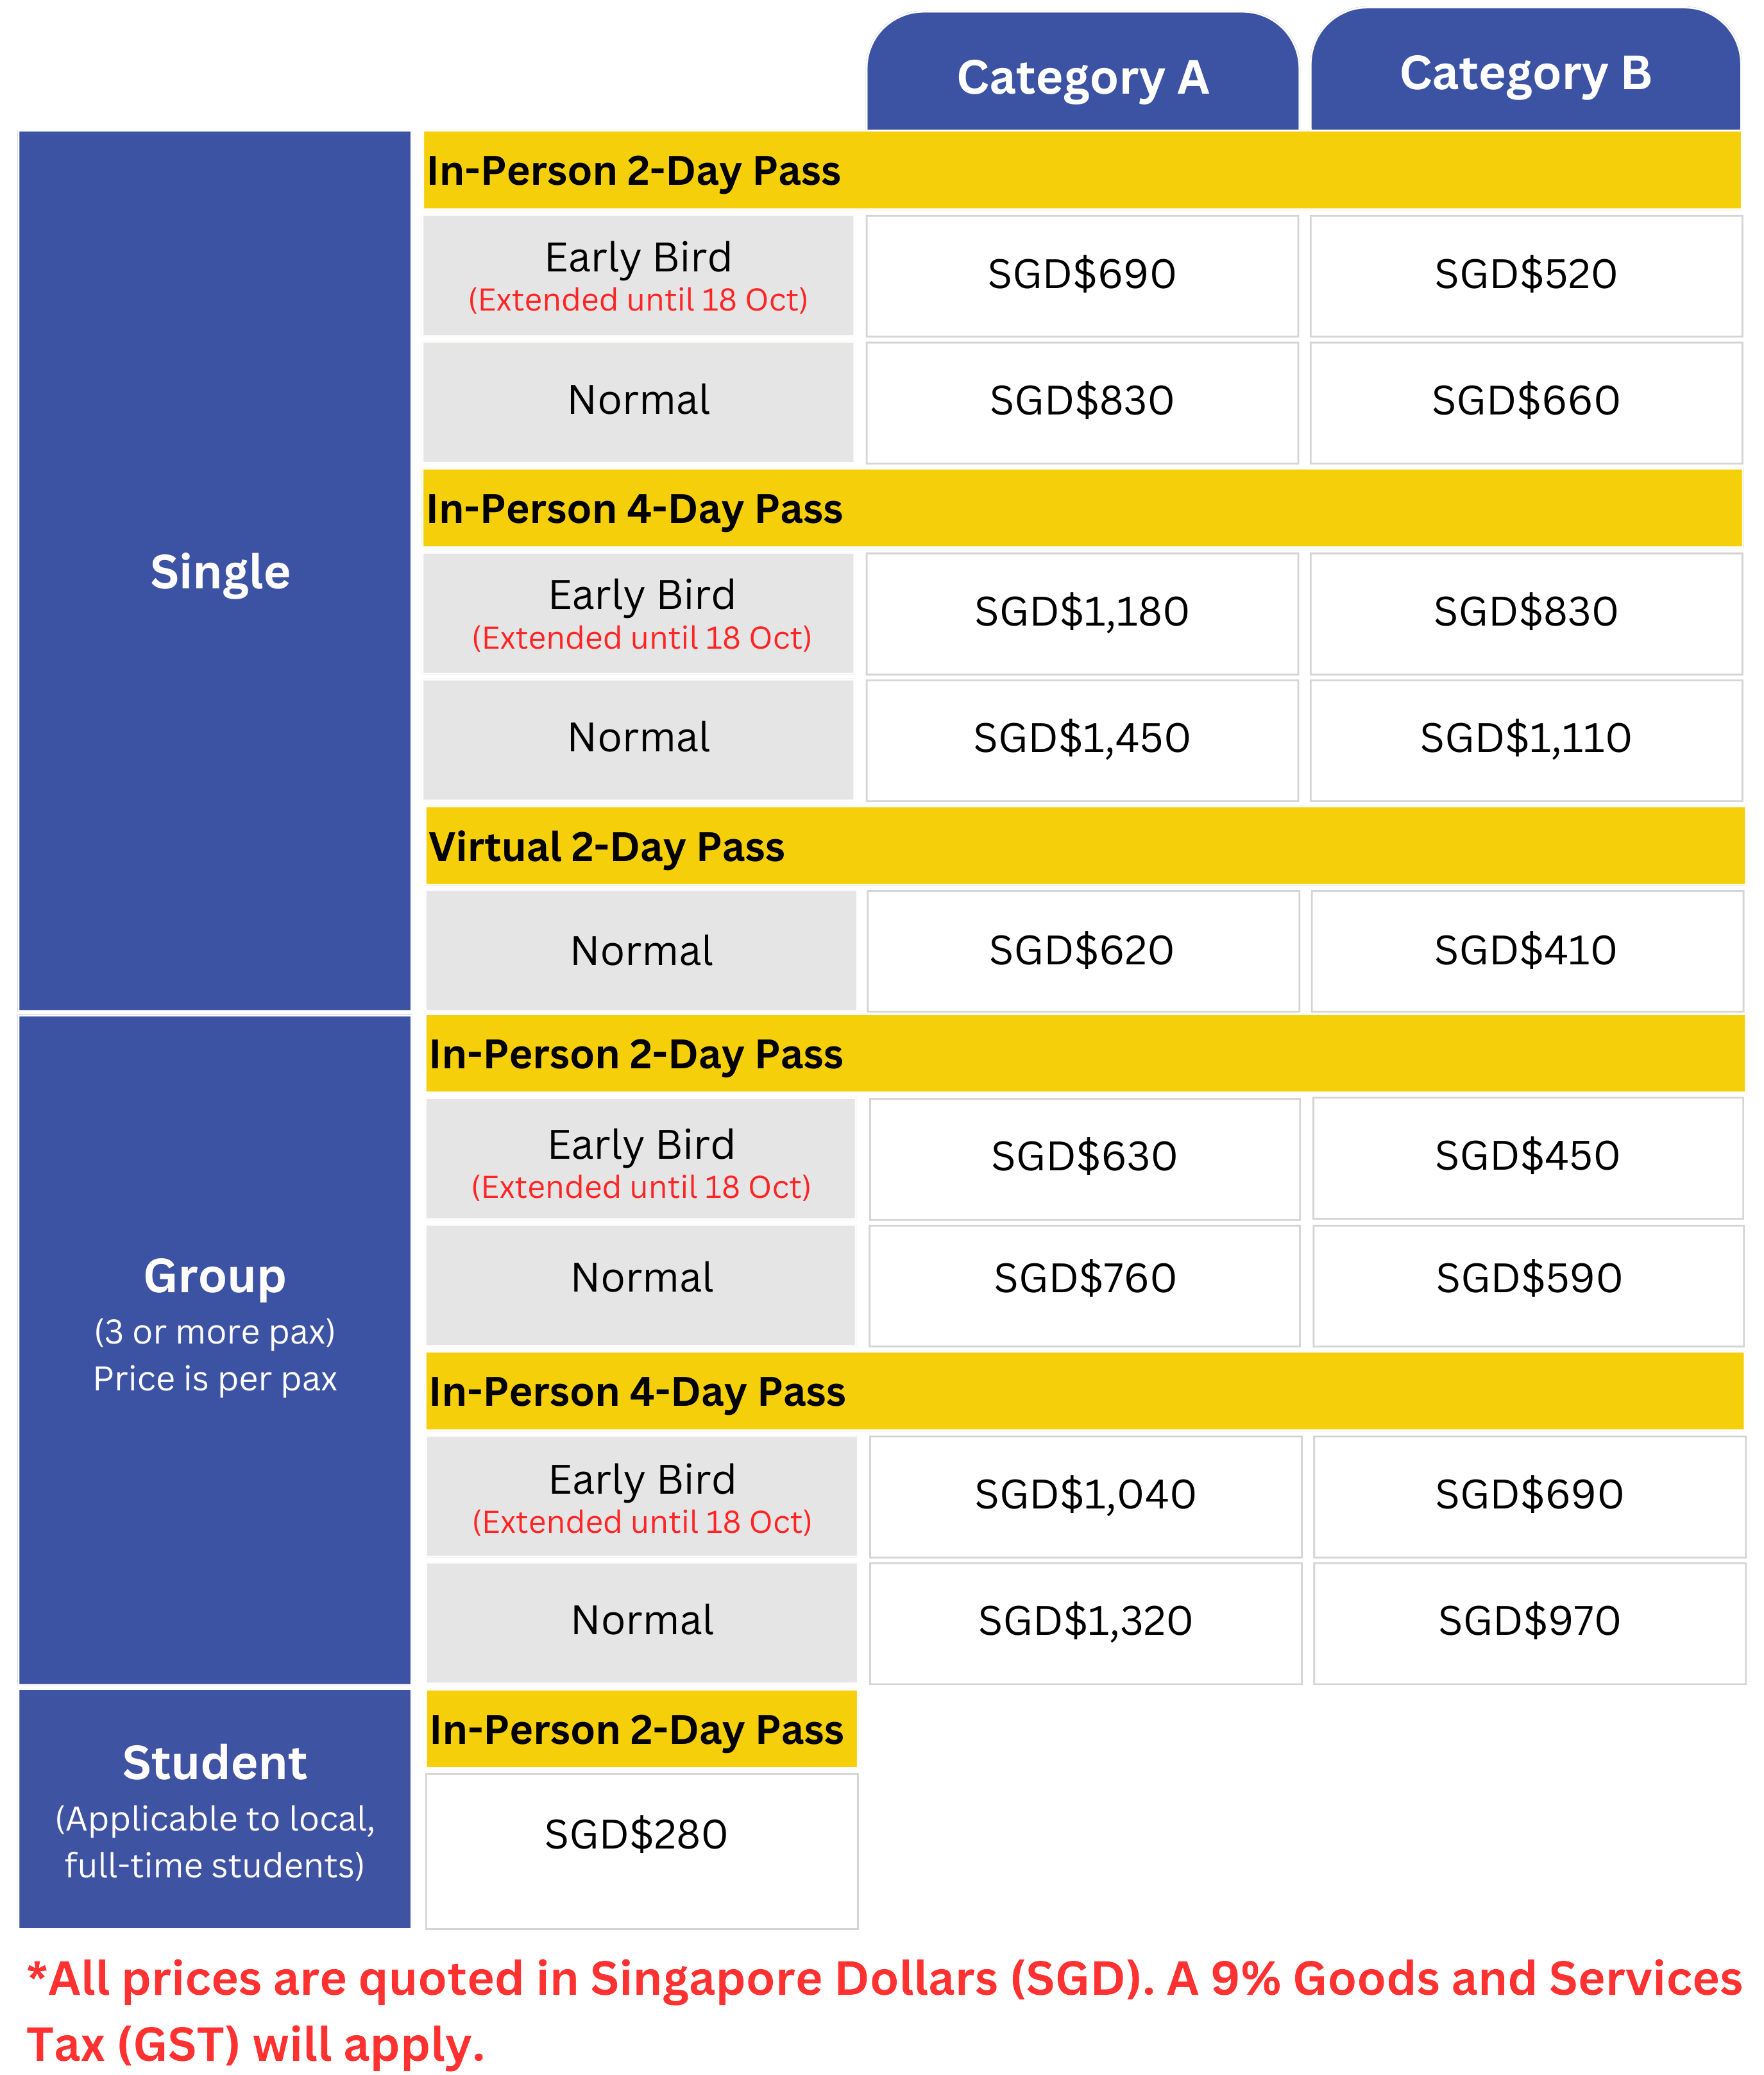 Category A
Category B
Single
In-Person 2-Day Pass
Early Bird
(Extended until 18 Oct)
SGD$690
SGD$520
Normal
SGD$830
SGD$660
In-Person 4-Day Pass
Early Bird
(Extended until 18 Oct)
SGD$1,180
SGD$830
Normal
SGD$1,450
SGD$1,110
Virtual 2-Day Pass
Normal
SGD$620
SGD$410
Group
(3 or more pax)
Price is per pax
In-Person 2-Day Pass
Early Bird
(Extended until 18 Oct)
SGD$630
SGD$450
Normal
SGD$760
SGD$590
In-Person 4-Day Pass
Early Bird
(Extended until 18 Oct)
SGD$1,040
SGD$690
Normal
SGD$1,320
SGD$970
Student
(Applicable to local,
full-time students)
In-Person 2-Day Pass
SGD$280
*All prices are quoted in Singapore Dollars (SGD). A 9% Goods and Services
Tax (GST) will apply.